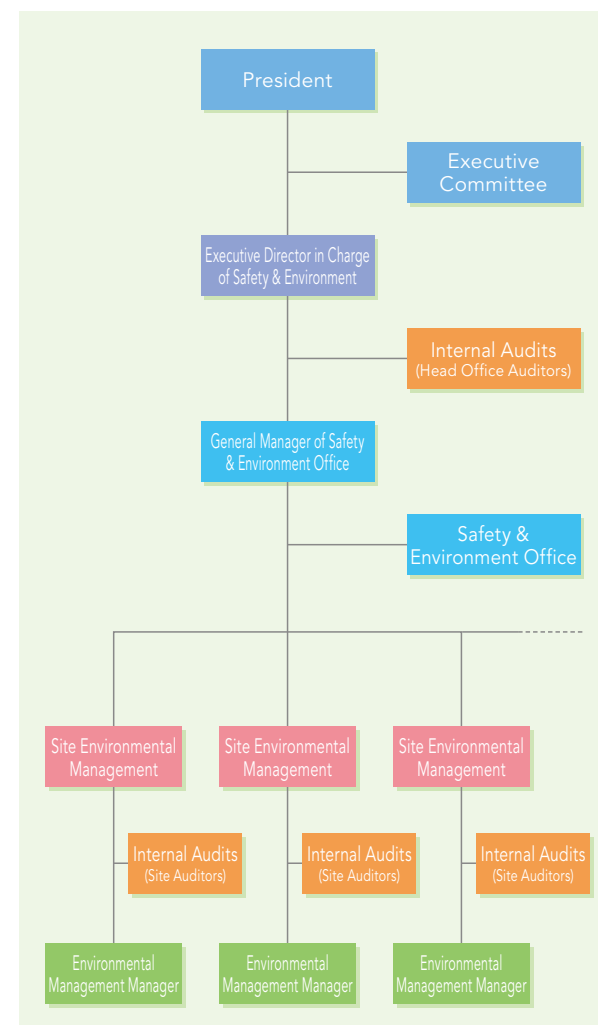 President
Executive
Committee
Executive Director in Charge
of Safety & Environment
Internal Audits
(Head Office Auditors)
General Manager of Safety
& Environment Office
Safety &
Environment Office
Site Environmental
Management
Site Environmental
Management
Site Environmental
Management
Internal Audits
(Site Auditors)
Internal Audits
(Site Auditors)
Internal Audits
(Site Auditors)
Environmental
Management Manager
Environmental
Management Manager
Environmental
Management Manager